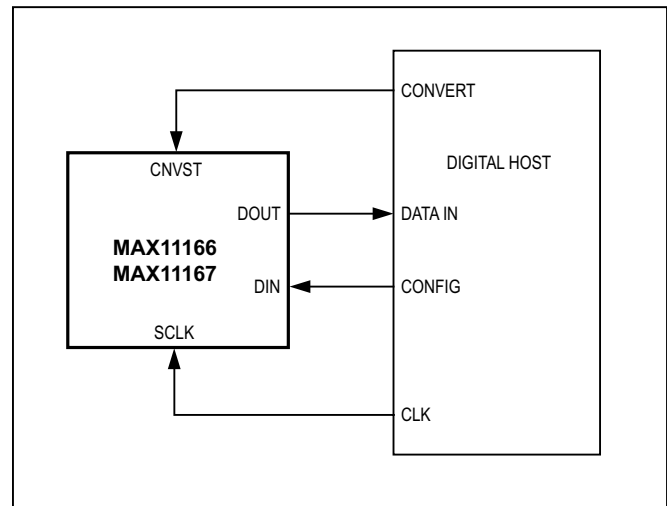 CONVERT
CNVST
DIGITAL HOST
DOUT
DATA IN
MAX11166
MAX11167
DIN
CONFIG
SCLK
CLK